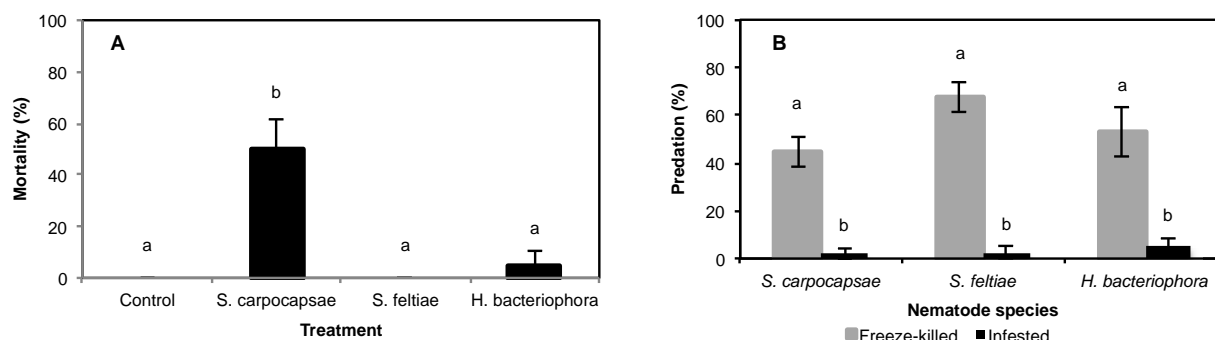 A
Mortality (%)
100
80
60
40
20
0
a
b
a
a
Control S. carpocapsae S. feltiae H. bacteriophora
Treatment
B
Predation (%)
100
80
60
40
20
0
a
b
a
b
a
b
S. carpocapsae S. feltiae H. bacteriophora
Nematode species
Freeze-killed Infested